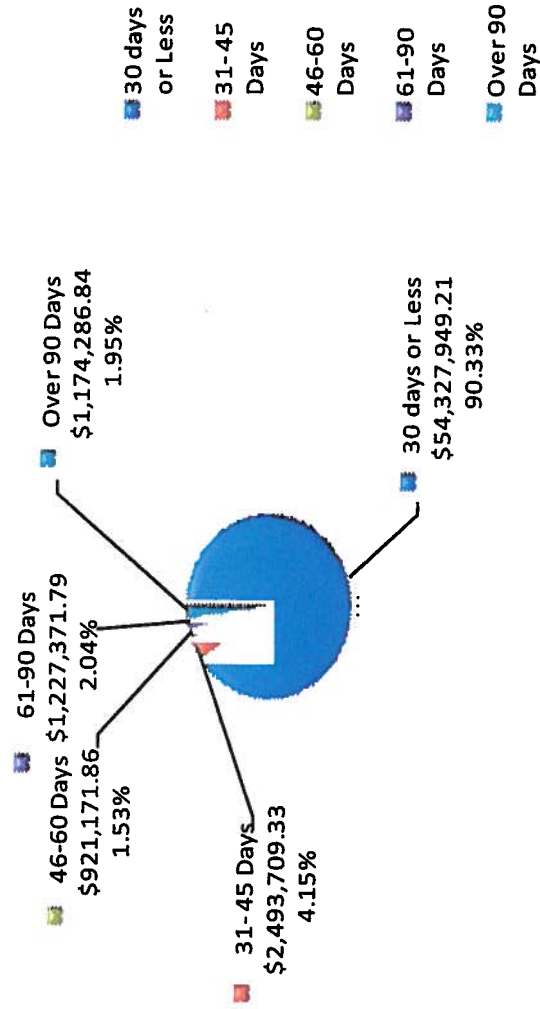 61-90 Days
$1,227,371.79
2.04%
46-60 Days
$921,171.86
1.53%
Over 90 Days
$1,174,286.84
1.95%
31-45 Days
$2,493,709.33
4.15%
30 days or Less
$54,327,949.21
90.33%
30 days
or Less
31-45
Days
46-60
Days
61-90
Days
Over 90
Days